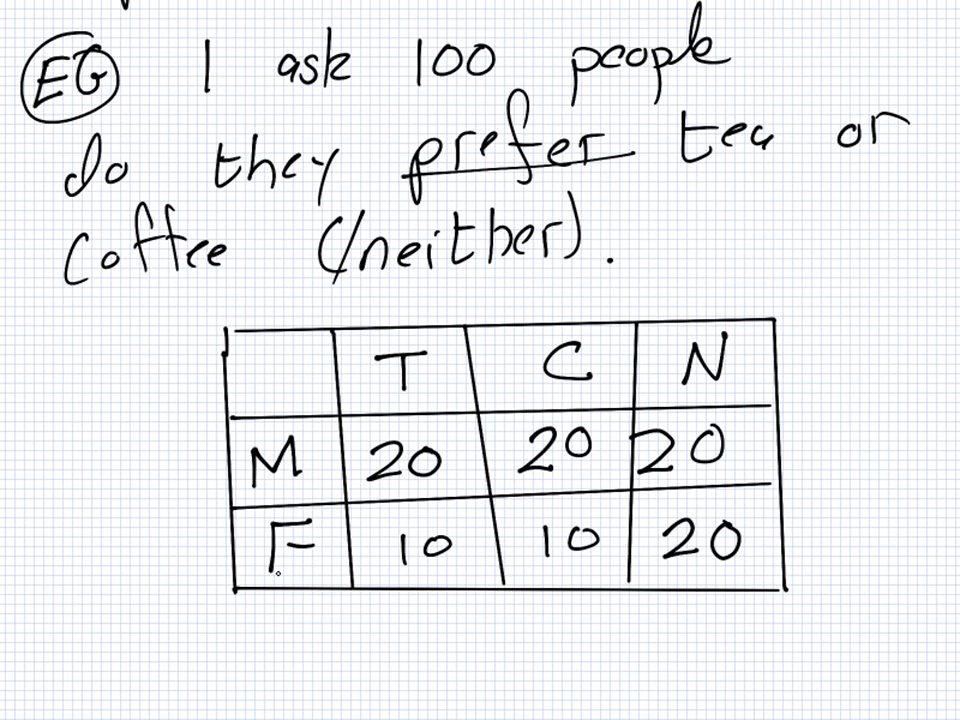 EG I ask 100 people
do they prefer tea or
coffee (/neither).
T C N
M 20 20 20
F 10 10 20